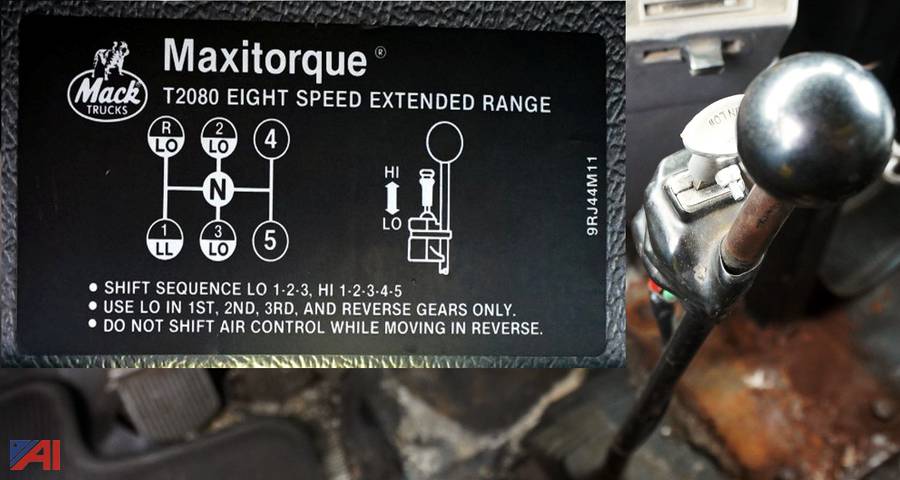 Mack
TRUCKS
Maxitorque®
T2080 EIGHT SPEED EXTENDED RANGE
R
LO
2
LO
4
N
1
LL
3
LO
5
HI
LO
9RJ44M11
• SHIFT SEQUENCE LO 1-2-3, HI 1-2-3-4-5
• USE LO IN 1ST, 2ND, 3RD, AND REVERSE GEARS ONLY.
• DO NOT SHIFT AIR CONTROL WHILE MOVING IN REVERSE.
AI